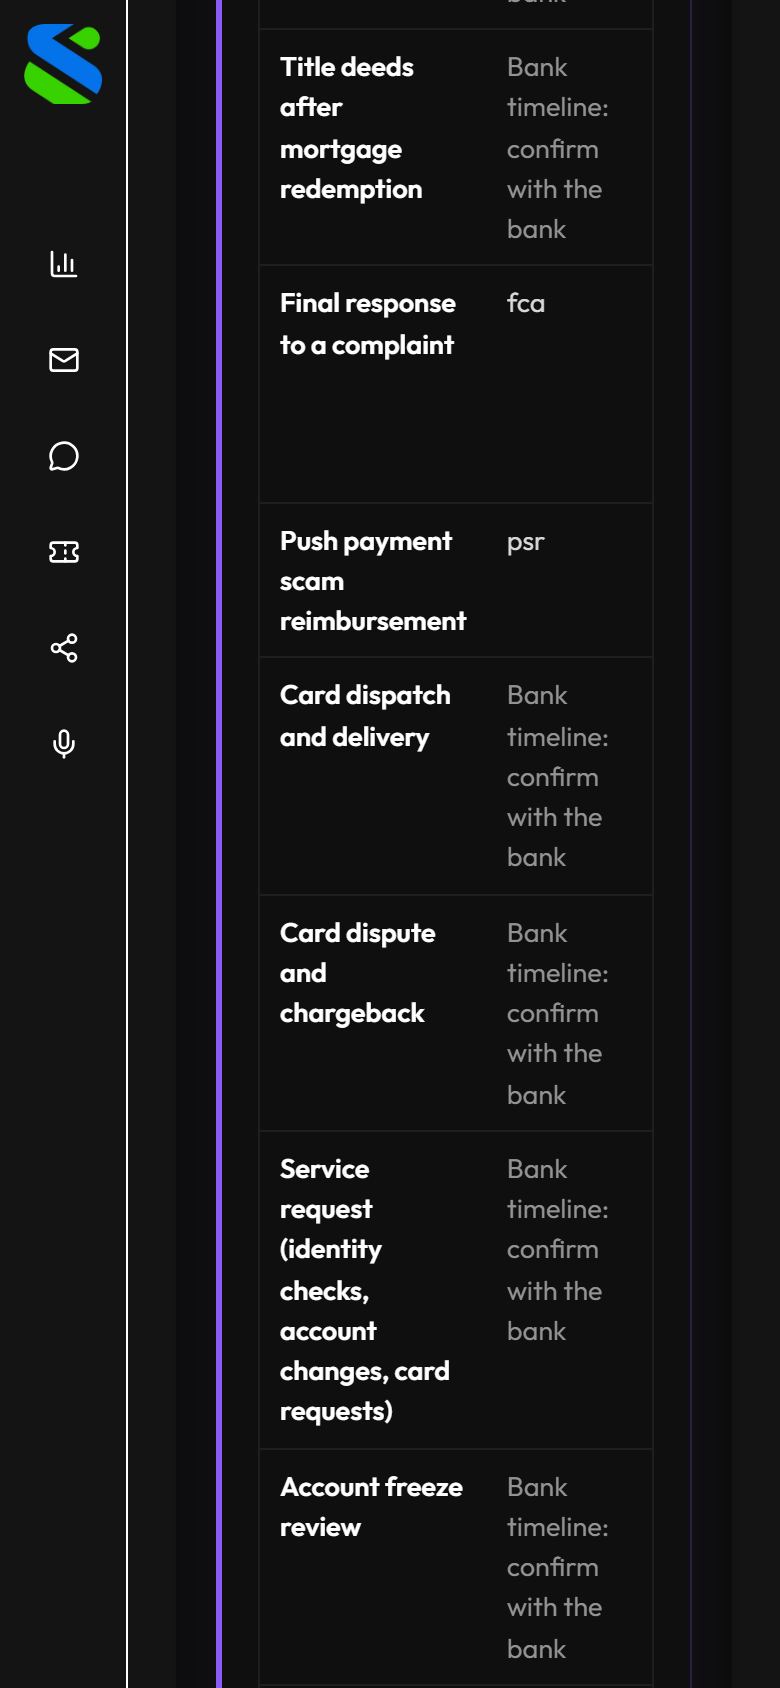 Title deeds
after
mortgage
redemption
Bank
timeline:
confirm
with the
bank
Final response
to a complaint
fca
Push payment
scam
reimbursement
psr
Card dispatch
and delivery
Bank
timeline:
confirm
with the
bank
Card dispute
and
chargeback
Bank
timeline:
confirm
with the
bank
Service
request
(identity
checks,
account
changes, card
requests)
Bank
timeline:
confirm
with the
bank
Account freeze
review
Bank
timeline:
confirm
with the
bank